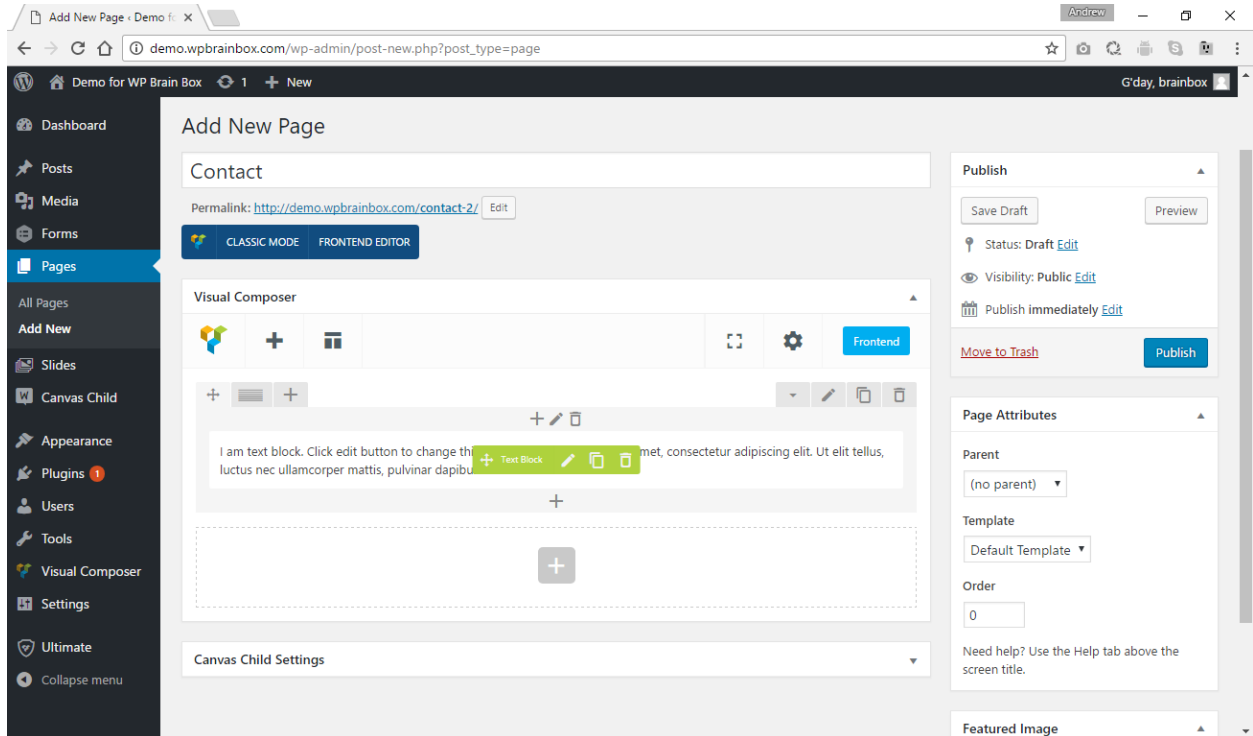 Add New Page ‹ Demo fo
Andrew
demo.wpbrainbox.com/wp-admin/post-new.php?post_type=page
Demo for WP Brain Box 1 + New G'day, brainbox
Dashboard
Posts
Media
Forms
Pages
All Pages
Add New
Slides
Canvas Child
Appearance
Plugins 1
Users
Tools
Visual Composer
Settings
Ultimate
Collapse menu
Add New Page
Contact
Permalink: http://demo.wpbrainbox.com/contact-2/ Edit
CLASSIC MODE FRONTEND EDITOR
Visual Composer
Frontend
I am text block. Click edit button to change thi met, consectetur adipiscing elit. Ut elit tellus,
Text Block
luctus nec ullamcorper mattis, pulvinar dapibu
Canvas Child Settings
Publish
Save Draft Preview
Status: Draft Edit
Visibility: Public Edit
Publish immediately Edit
Move to Trash Publish
Page Attributes
Parent
(no parent)
Template
Default Template
Order
0
Need help? Use the Help tab above the
screen title.
Featured Image